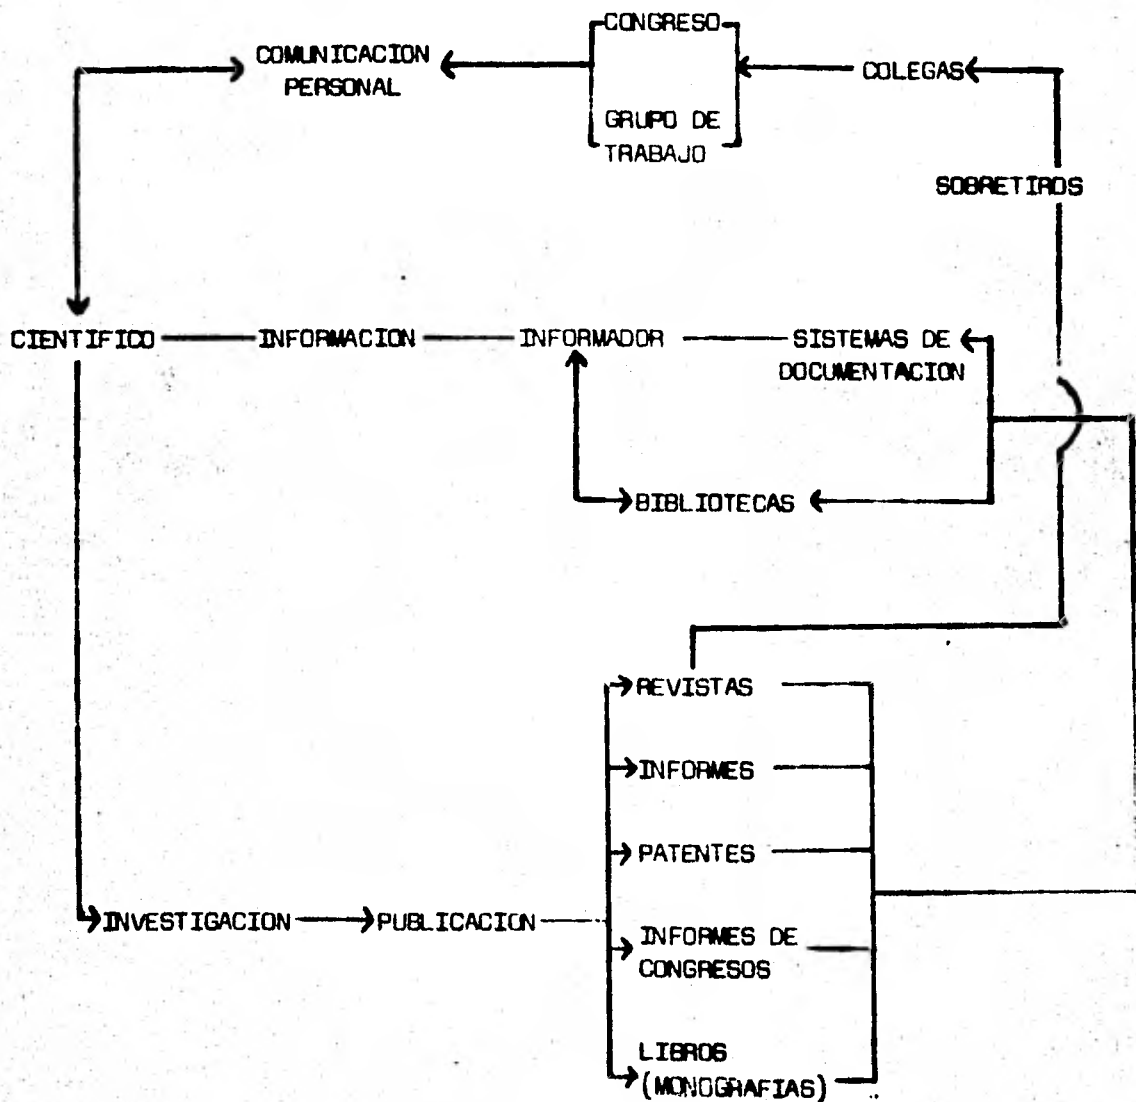 CONGRESO
COMUNICACION
PERSONAL
COLEGAS
GRUPO DE
TRABAJO
SOBRETIROS
CIENTIFICO
INFORMACION
INFORMADOR
SISTEMAS DE
DOCUMENTACION
BIBLIOTECAS
REVISTAS
INFORMES
PATENTES
INVESTIGACION
PUBLICACION
INFORMES DE
CONGRESOS
LIBROS
(MONOGRAFIAS)